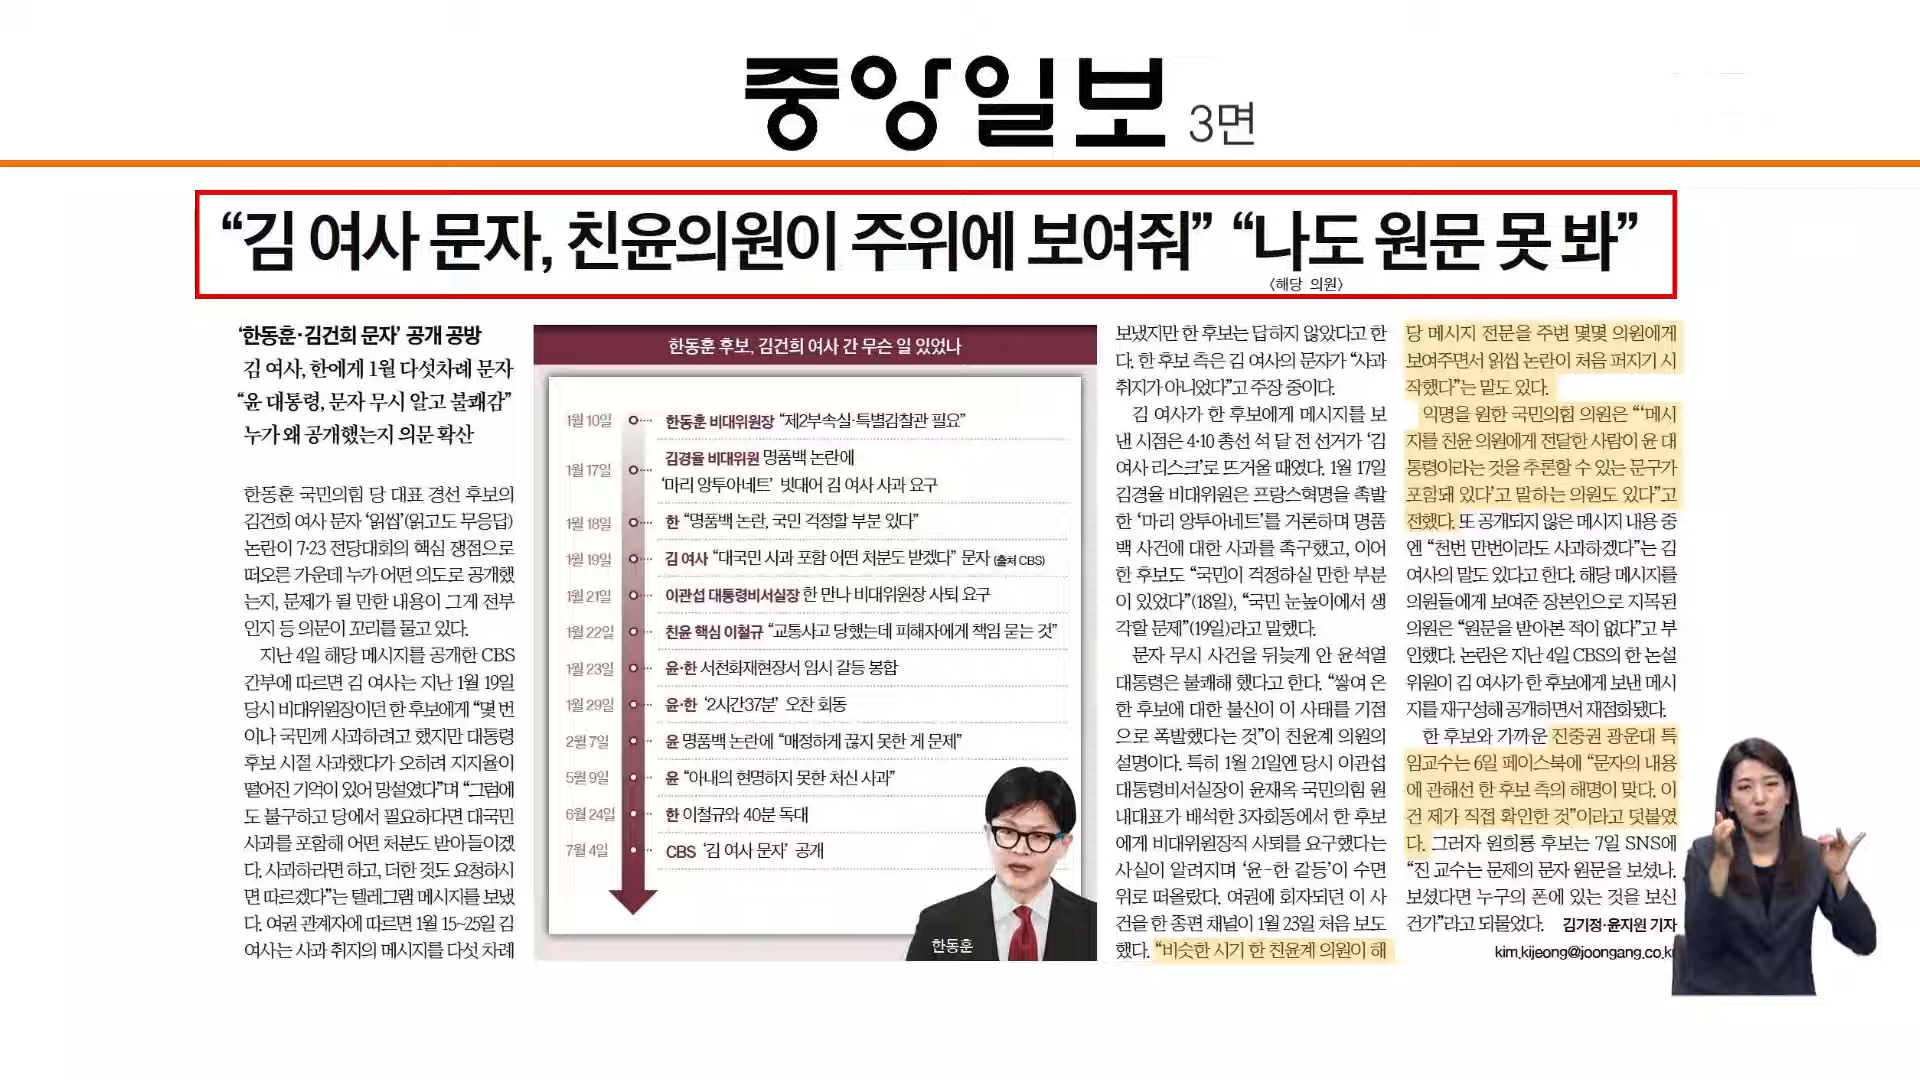 중앙일보 3면
“김 여사 문자, 친윤의원이 주위에 보여줘” “나도 원문 못 봐”
〈해당 의원〉
‘한동훈·김건희 문자’ 공개 공방
김 여사, 한에게 1월 다섯차례 문자
“윤 대통령, 문자 무시 알고 불쾌감”
누가 왜 공개했는지 의문 확산
한동훈 국민의힘 당 대표 경선 후보의
김건희 여사 문자 ‘읽씹’(읽고도 무응답)
논란이 7·23 전당대회의 핵심 쟁점으로
떠오른 가운데 누가 어떤 의도로 공개했
는지, 문제가 될 만한 내용이 그게 전부
인지 등 의문이 꼬리를 물고 있다.
지난 4일 해당 메시지를 공개한 CBS
간부에 따르면 김 여사는 지난 1월 19일
당시 비대위원장이던 한 후보에게 “몇 번
이나 국민께 사과하려고 했지만 대통령
후보 시절 사과했다가 오히려 지지율이
떨어진 기억이 있어 망설였다”며 “그럼에
도 불구하고 당에서 필요하다면 대국민
사과를 포함해 어떤 처분도 받아들이겠
다. 사과하라면 하고, 더한 것도 요청하시
면 따르겠다”는 텔레그램 메시지를 보냈
다. 여권 관계자에 따르면 1월 15~25일 김
여사는 사과 취지의 메시지를 다섯 차례
한동훈 후보, 김건희 여사 간 무슨 일 있었나
1월 10일 한동훈 비대위원장 “제2부속실·특별감찰관 필요”
1월 17일 김경율 비대위원 명품백 논란에
‘마리 앙투아네트’ 빗대어 김 여사 사과 요구
1월 18일 한 “명품백 논란, 국민 걱정할 부분 있다”
1월 19일 김 여사 “대국민 사과 포함 어떤 처분도 받겠다” 문자 (출처 CBS)
1월 21일 이관섭 대통령비서실장 한 만나 비대위원장 사퇴 요구
1월 22일 친윤 핵심 이철규 “교통사고 당했는데 피해자에게 책임 묻는 것”
1월 23일 윤·한 서천화재현장서 임시 갈등 봉합
1월 29일 윤·한 ‘2시간37분’ 오찬 회동
2월 7일 윤 명품백 논란에 “매정하게 끊지 못한 게 문제”
5월 9일 윤 “아내의 현명하지 못한 처신 사과”
6월 24일 한 이철규와 40분 독대
7월 4일 CBS ‘김 여사 문자’ 공개
한동훈
보냈지만 한 후보는 답하지 않았다고 한
다. 한 후보 측은 김 여사의 문자가 “사과
취지가 아니었다”고 주장 중이다.
김 여사가 한 후보에게 메시지를 보
낸 시점은 4·10 총선 석 달 전 선거가 ‘김
여사 리스크’로 뜨거울 때였다. 1월 17일
김경율 비대위원은 프랑스혁명을 촉발
한 ‘마리 앙투아네트’를 거론하며 명품
백 사건에 대한 사과를 촉구했고, 이어
한 후보도 “국민이 걱정하실 만한 부분
이 있었다”(18일), “국민 눈높이에서 생
각할 문제”(19일)라고 말했다.
문자 무시 사건을 뒤늦게 안 윤석열
대통령은 불쾌해 했다고 한다. “쌓여 온
한 후보에 대한 불신이 이 사태를 기점
으로 폭발했다는 것”이 친윤계 의원의
설명이다. 특히 1월 21일엔 당시 이관섭
대통령비서실장이 윤재옥 국민의힘 원
내대표가 배석한 3자회동에서 한 후보
에게 비대위원장직 사퇴를 요구했다는
사실이 알려지며 ‘윤-한 갈등’이 수면
위로 떠올랐다. 여권에 회자되던 이 사
건을 한 종편 채널이 1월 23일 처음 보도
했다. “비슷한 시기 한 친윤계 의원이 해
당 메시지 전문을 주변 몇몇 의원에게
보여주면서 읽씹 논란이 처음 퍼지기 시
작했다”는 말도 있다.
익명을 원한 국민의힘 의원은 “‘메시
지를 친윤 의원에게 전달한 사람이 윤 대
통령이라는 것을 추론할 수 있는 문구가
포함돼 있다’고 말하는 의원도 있다”고
전했다. 또 공개되지 않은 메시지 내용 중
엔 “천번 만번이라도 사과하겠다”는 김
여사의 말도 있다고 한다. 해당 메시지를
의원들에게 보여준 장본인으로 지목된
의원은 “원문을 받아본 적이 없다”고 부
인했다. 논란은 지난 4일 CBS의 한 논설
위원이 김 여사가 한 후보에게 보낸 메시
지를 재구성해 공개하면서 재점화됐다.
한 후보와 가까운 진중권 광운대 특
임교수는 6일 페이스북에 “문자의 내용
에 관해선 한 후보 측의 해명이 맞다. 이
건 제가 직접 확인한 것”이라고 덧붙였
다. 그러자 원희룡 후보는 7일 SNS에
“진 교수는 문제의 문자 원문을 보셨나.
보셨다면 누구의 폰에 있는 것을 보신
건가”라고 되물었다. 김기정·윤지원 기자
kim.kijeong@joongang.co.kr